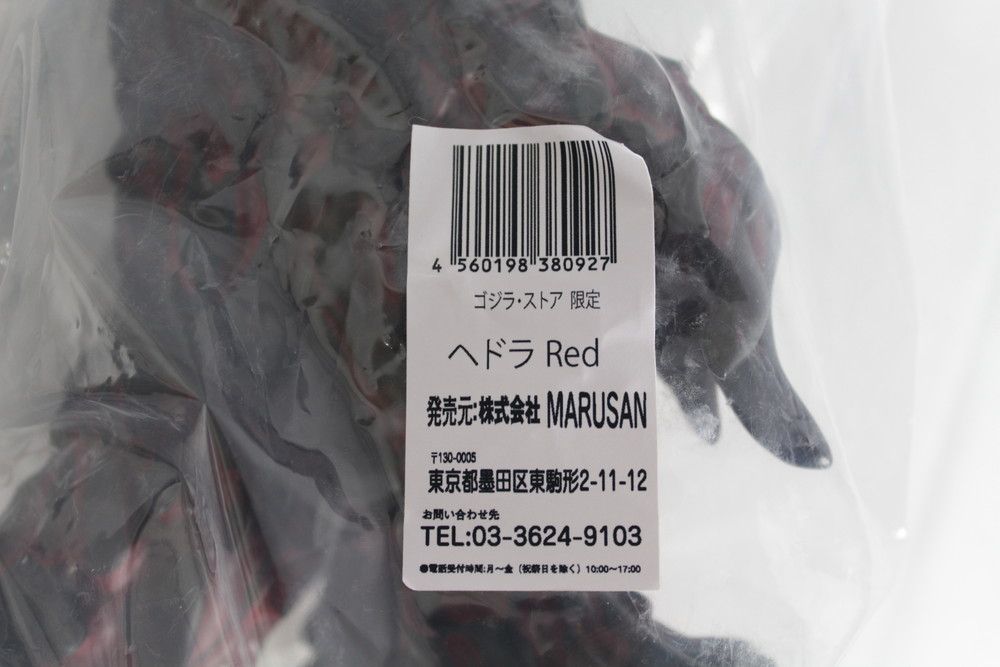 4 560198 380927
ゴジラ・ストア 限定
ヘドラ Red
発売元:株式会社 MARUSAN
〒130-0005
東京都墨田区東駒形2-11-12
お問い合わせ先
TEL:03-3624-9103
●電話受付時間:月~金(祝祭日を除く)10:00~17:00